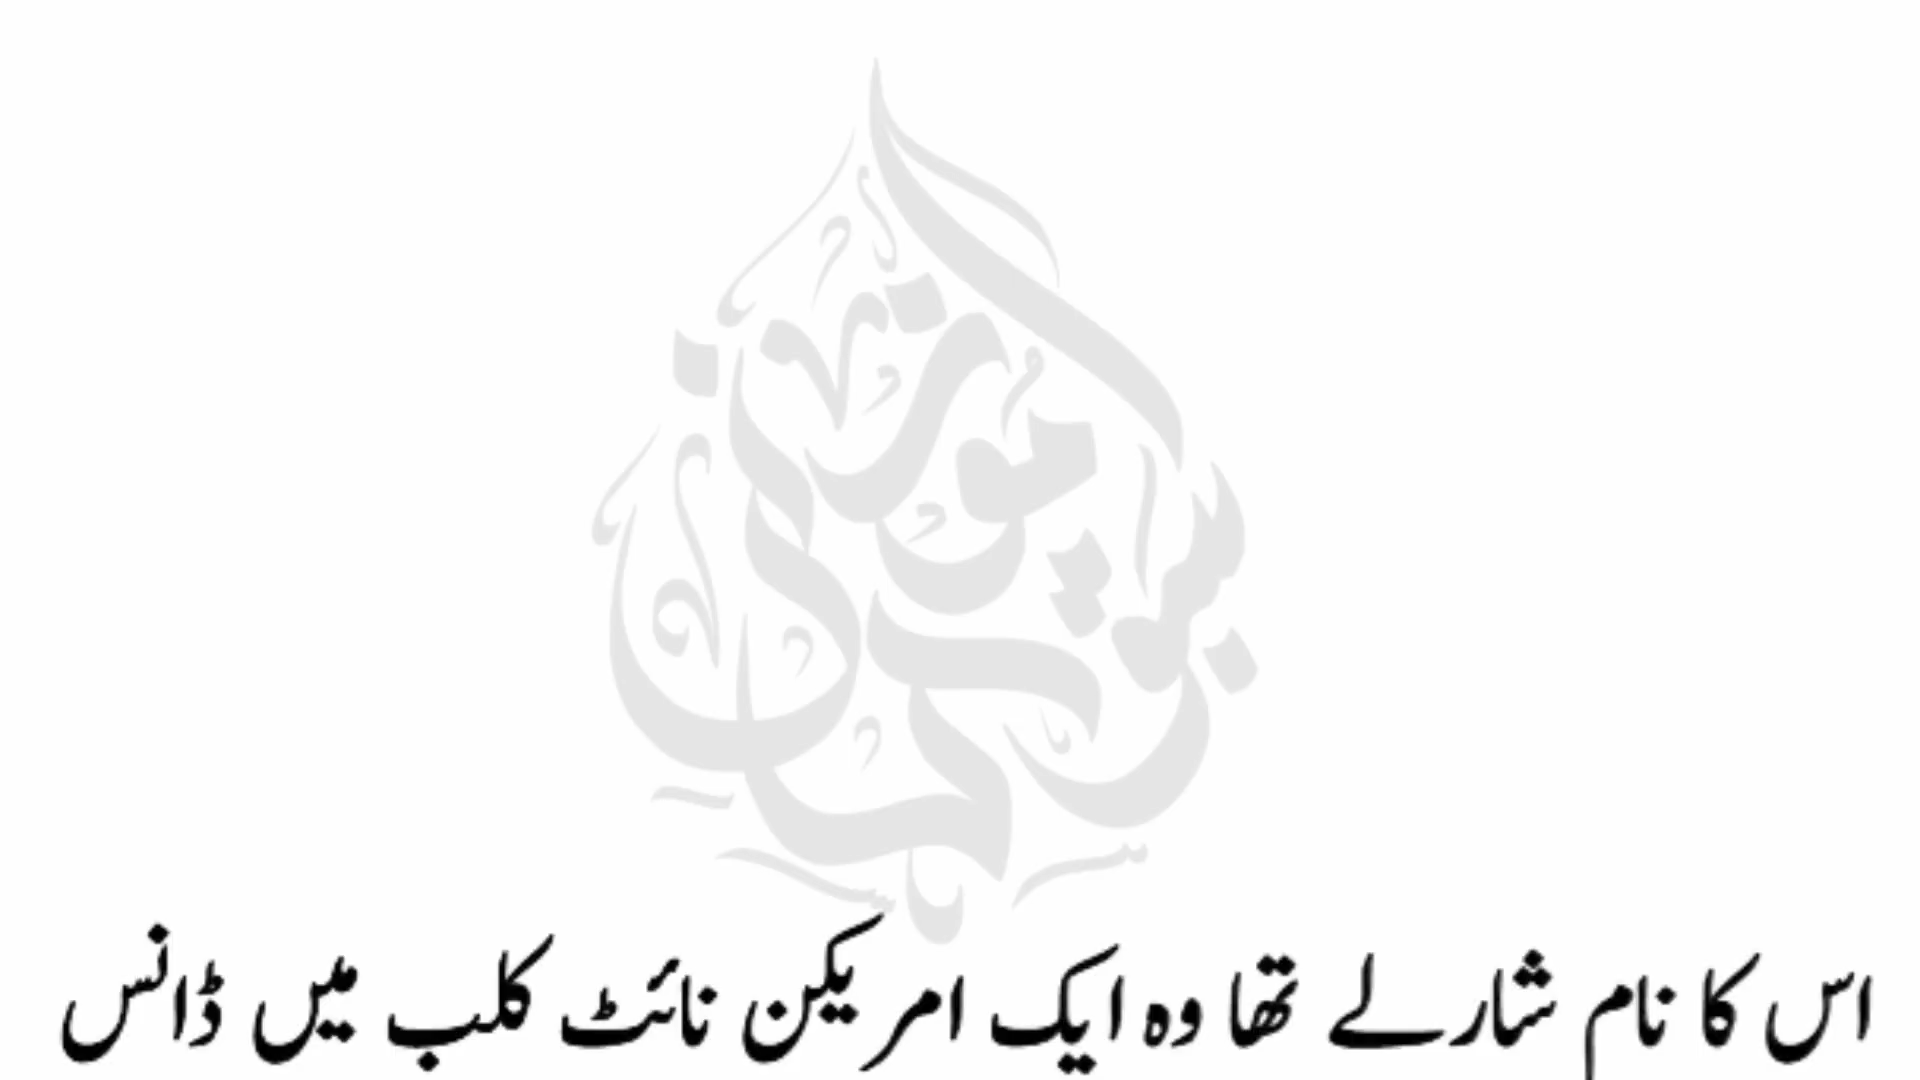 اس کا نام شارلے تھا وہ ایک امریکن نائٹ کلب میں ڈانس